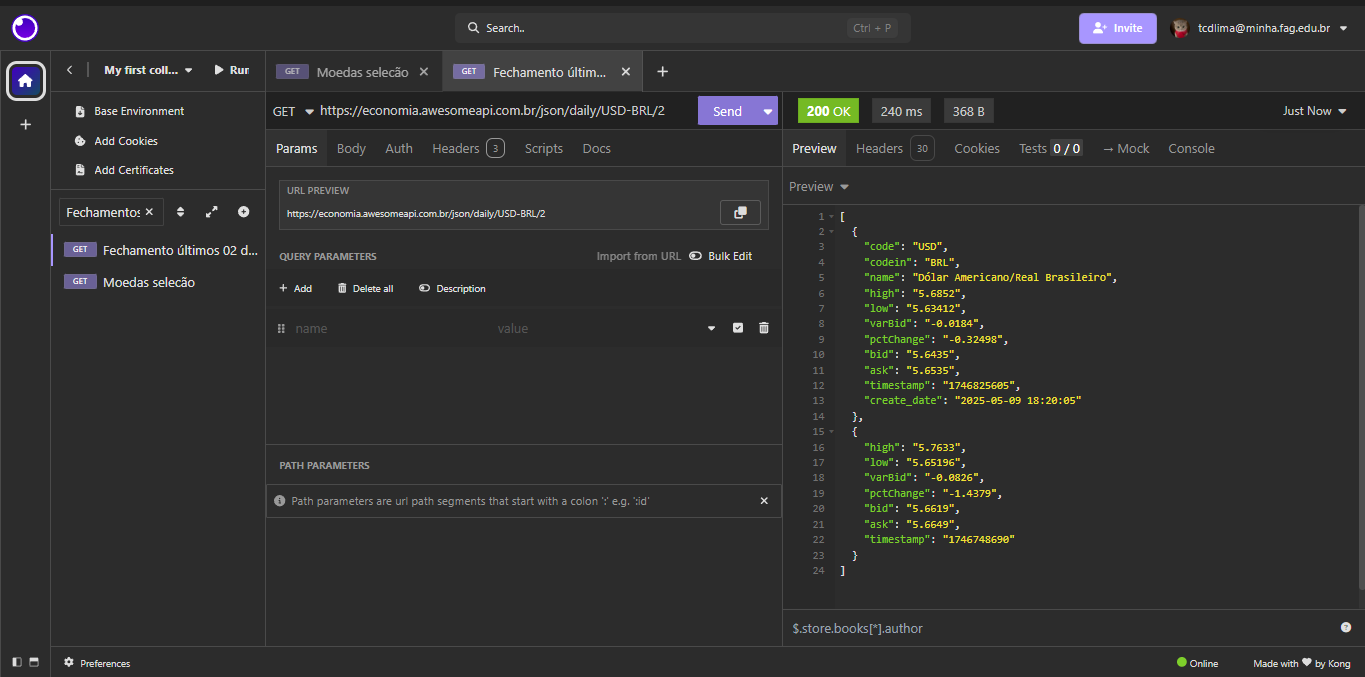 Search..
Ctrl + P
Invite
tcdlima@minha.fag.edu.br
My first coll...
Run
Base Environment
Add Cookies
Add Certificates
Fechamentos
GET Fechamento últimos 02 d...
GET Moedas selecão
GET Moedas selecão
GET Fechamento últim...
GET https://economia.awesomeapi.com.br/json/daily/USD-BRL/2
Send
Params Body Auth Headers 3 Scripts Docs
URL PREVIEW
https://economia.awesomeapi.com.br/json/daily/USD-BRL/2
QUERY PARAMETERS
Import from URL Bulk Edit
+ Add Delete all Description
name value
PATH PARAMETERS
Path parameters are url path segments that start with a colon ':' e.g. ':id'
200 OK 240 ms 368 B Just Now
Preview Headers 30 Cookies Tests 0 / 0 → Mock Console
Preview
1 [
2 {
3 "code": "USD",
4 "codein": "BRL",
5 "name": "Dólar Americano/Real Brasileiro",
6 "high": "5.6852",
7 "low": "5.63412",
8 "varBid": "-0.0184",
9 "pctChange": "-0.32498",
10 "bid": "5.6435",
11 "ask": "5.6535",
12 "timestamp": "1746825605",
13 "create_date": "2025-05-09 18:20:05"
14 },
15 {
16 "high": "5.7633",
17 "low": "5.65196",
18 "varBid": "-0.0826",
19 "pctChange": "-1.4379",
20 "bid": "5.6619",
21 "ask": "5.6649",
22 "timestamp": "1746748690"
23 }
24 ]
$.store.books[*].author
Preferences
Online
Made with ♥ by Kong